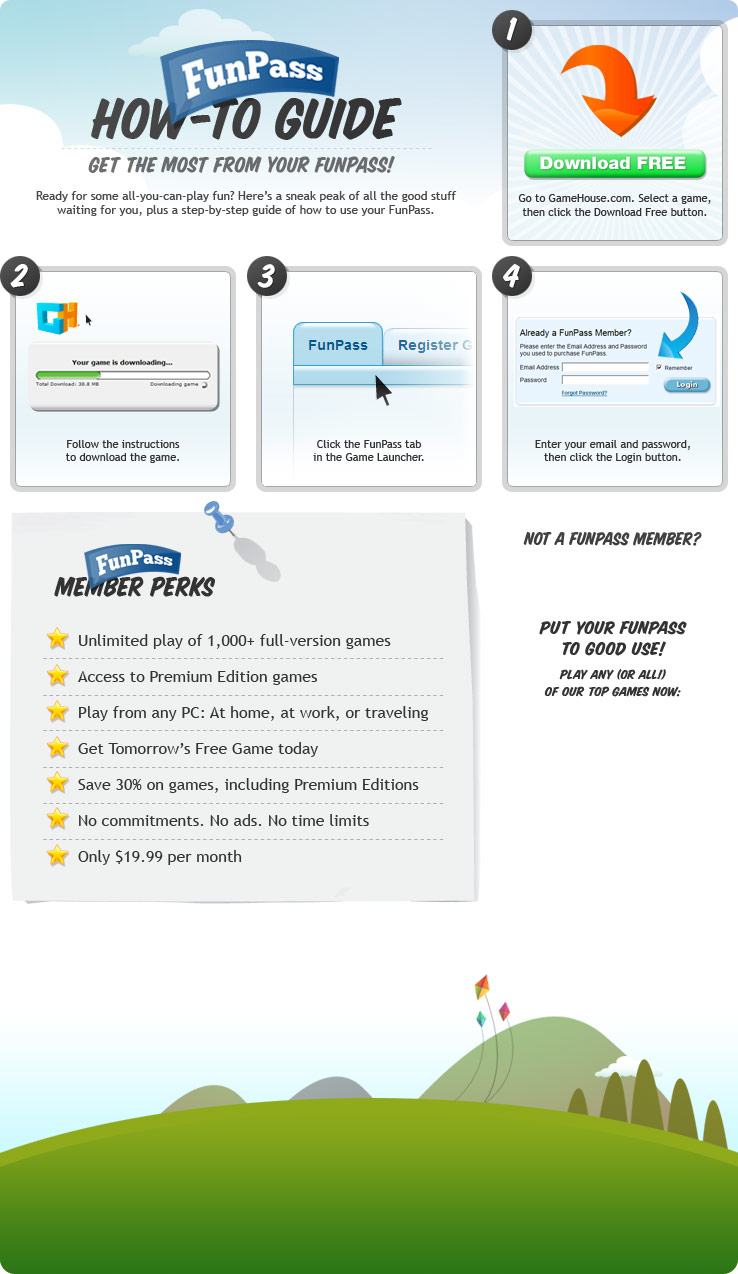 FunPass
HOW-TO GUIDE
GET THE MOST FROM YOUR FUNPASS!
Ready for some all-you-can-play fun? Here's a sneak peak of all the good stuff
waiting for you, plus a step-by-step guide of how to use your FunPass.
1
Download FREE
Go to GameHouse.com. Select a game,
then click the Download Free button.
2
GH
Your game is downloading...
Total Download: 38.8 MB
Downloading game
Follow the instructions
to download the game.
3
FunPass
Register G
Click the FunPass tab
in the Game Launcher.
4
Already a FunPass Member?
Please enter the Email Address and Password
you used to purchase FunPass.
Email Address
Remember
Password
Login
Forgot Password?
Enter your email and password,
then click the Login button.
FunPass
MEMBER PERKS
Unlimited play of 1,000+ full-version games
Access to Premium Edition games
Play from any PC: At home, at work, or traveling
Get Tomorrow's Free Game today
Save 30% on games, including Premium Editions
No commitments. No ads. No time limits
Only $19.99 per month
NOT A FUNPASS MEMBER?
PUT YOUR FUNPASS
TO GOOD USE!
PLAY ANY (OR ALL!)
OF OUR TOP GAMES NOW: